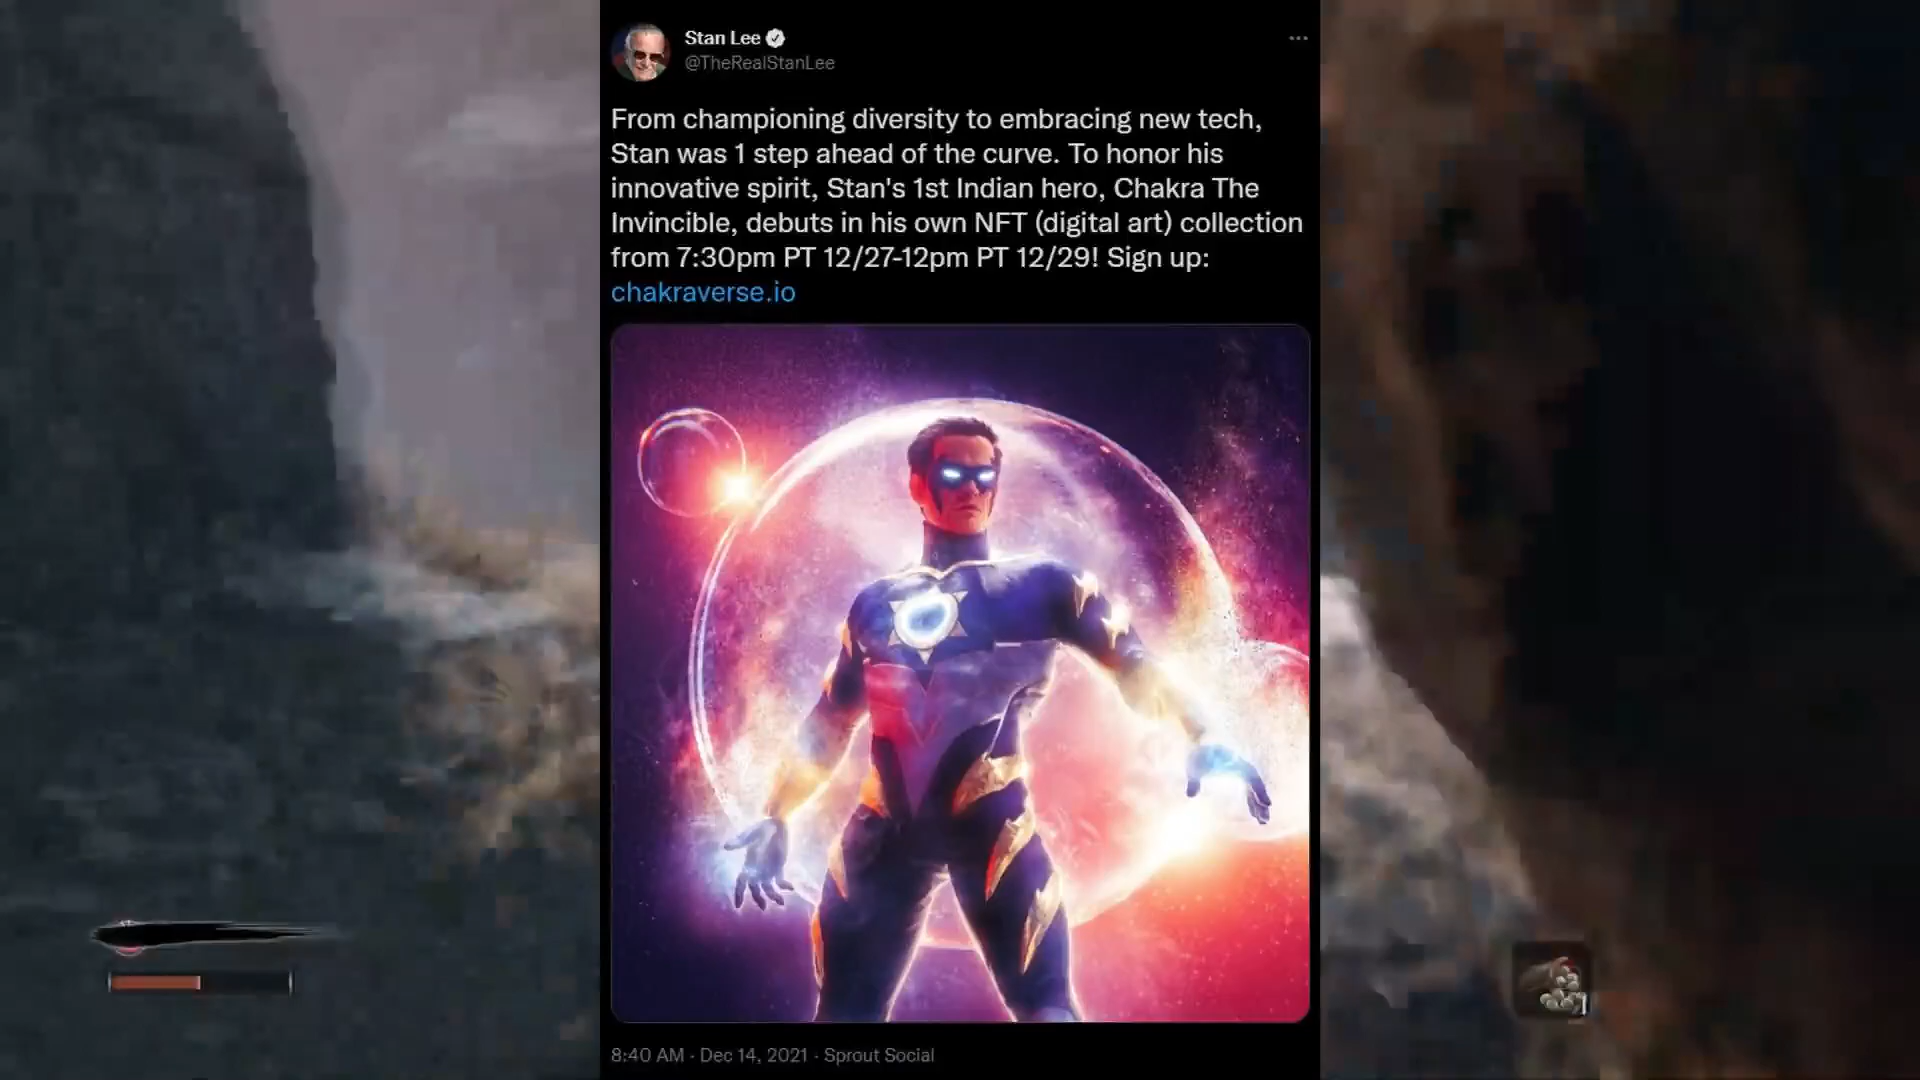 Stan Lee
@TheRealStanLee
From championing diversity to embracing new tech,
Stan was 1 step ahead of the curve. To honor his
innovative spirit, Stan's 1st Indian hero, Chakra The
Invincible, debuts in his own NFT (digital art) collection
from 7:30pm PT 12/27-12pm PT 12/29! Sign up:
chakraverse.io
8:40 AM · Dec 14, 2021 · Sprout Social
1